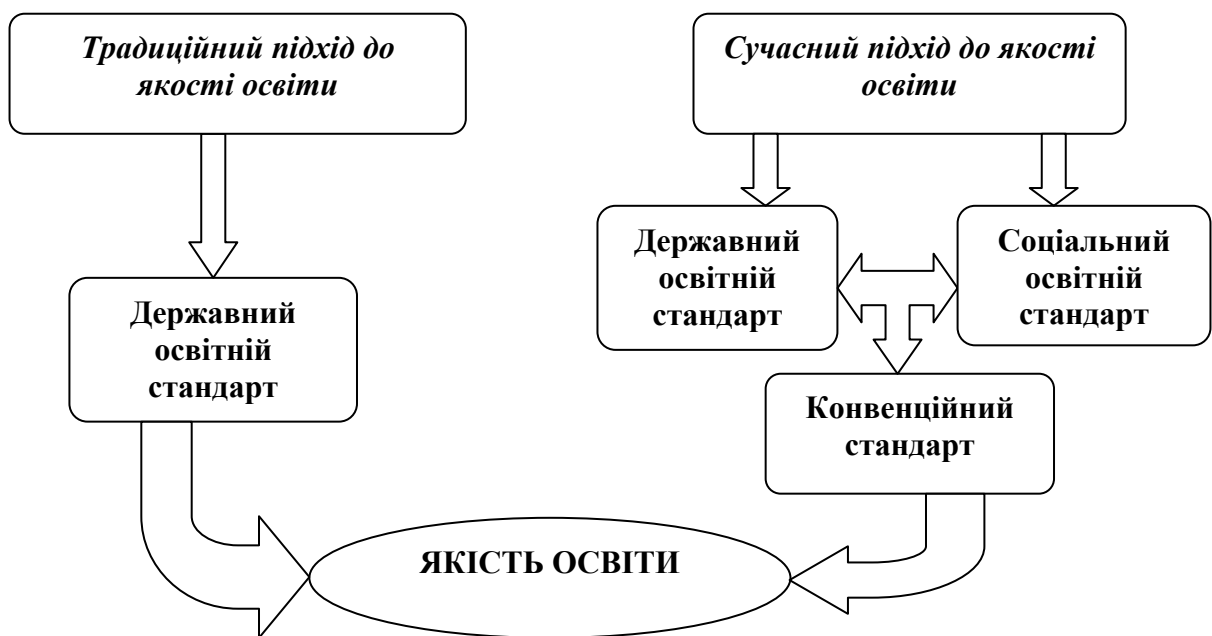 Традиційний підхід до
якості освіти
Сучасний підхід до якості
освіти
Державний
освітній
стандарт
Державний
освітній
стандарт
Соціальний
освітній
стандарт
Конвенційний
стандарт
ЯКІСТЬ ОСВІТИ